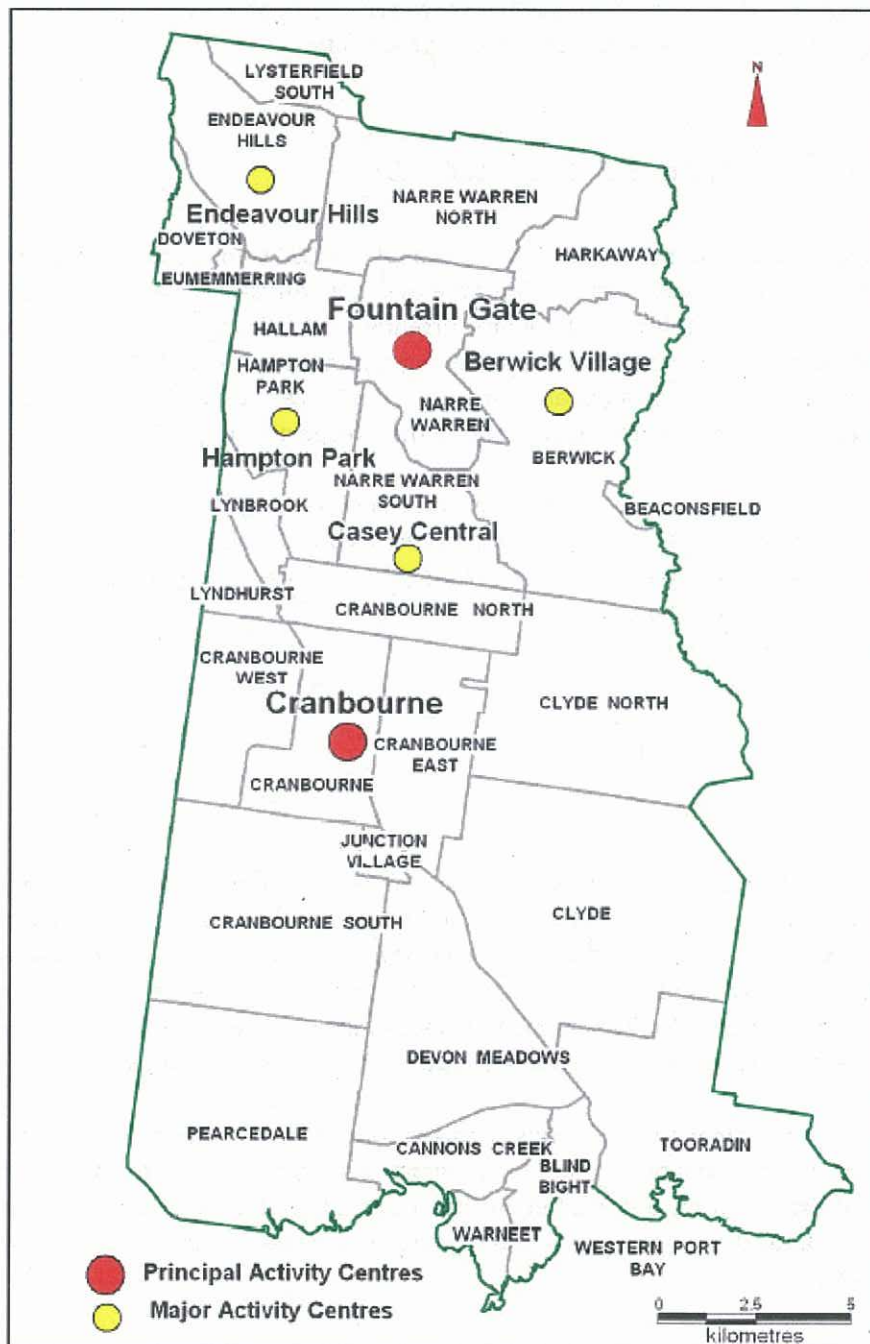 N
LYSTERFIELD
SOUTH
ENDEAVOUR
HILLS
Endeavour Hills
NARRE WARREN
NORTH
DOVETON
HARKAWAY
EUMEMMERRING
Fountain Gate
HALLAM
Berwick Village
HAMPTON
PARK
NARRE
WARREN
Hampton Park
BERWICK
NARRE WARREN
SOUTH
LYNBROOK
BEACONSFIELD
Casey Central
LYNDHURST
CRANBOURNE NORTH
CRANBOURNE
WEST
Cranbourne
CLYDE NORTH
CRANBOURNE
EAST
CRANBOURNE
JUNCTION
VILLAGE
CRANBOURNE SOUTH
CLYDE
DEVON MEADOWS
PEARCEDALE
CANNONS CREEK
TOORADIN
BLIND
BIGHT
WARNEET
WESTERN PORT
BAY
Principal Activity Centres
Major Activity Centres
0 2.5 5
kilometres